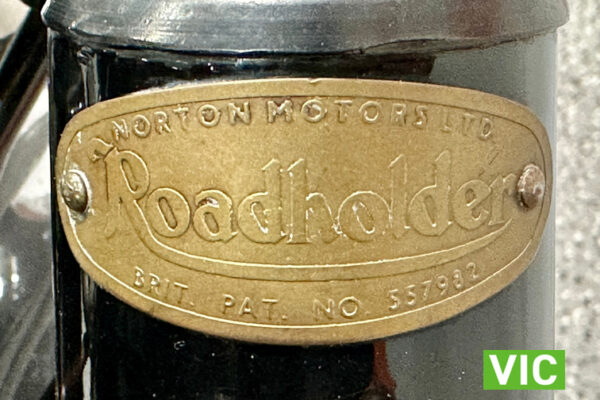 NORTON MOTORS LTD.
Roadholder
BRIT. PAT. NO. 557982
VIC